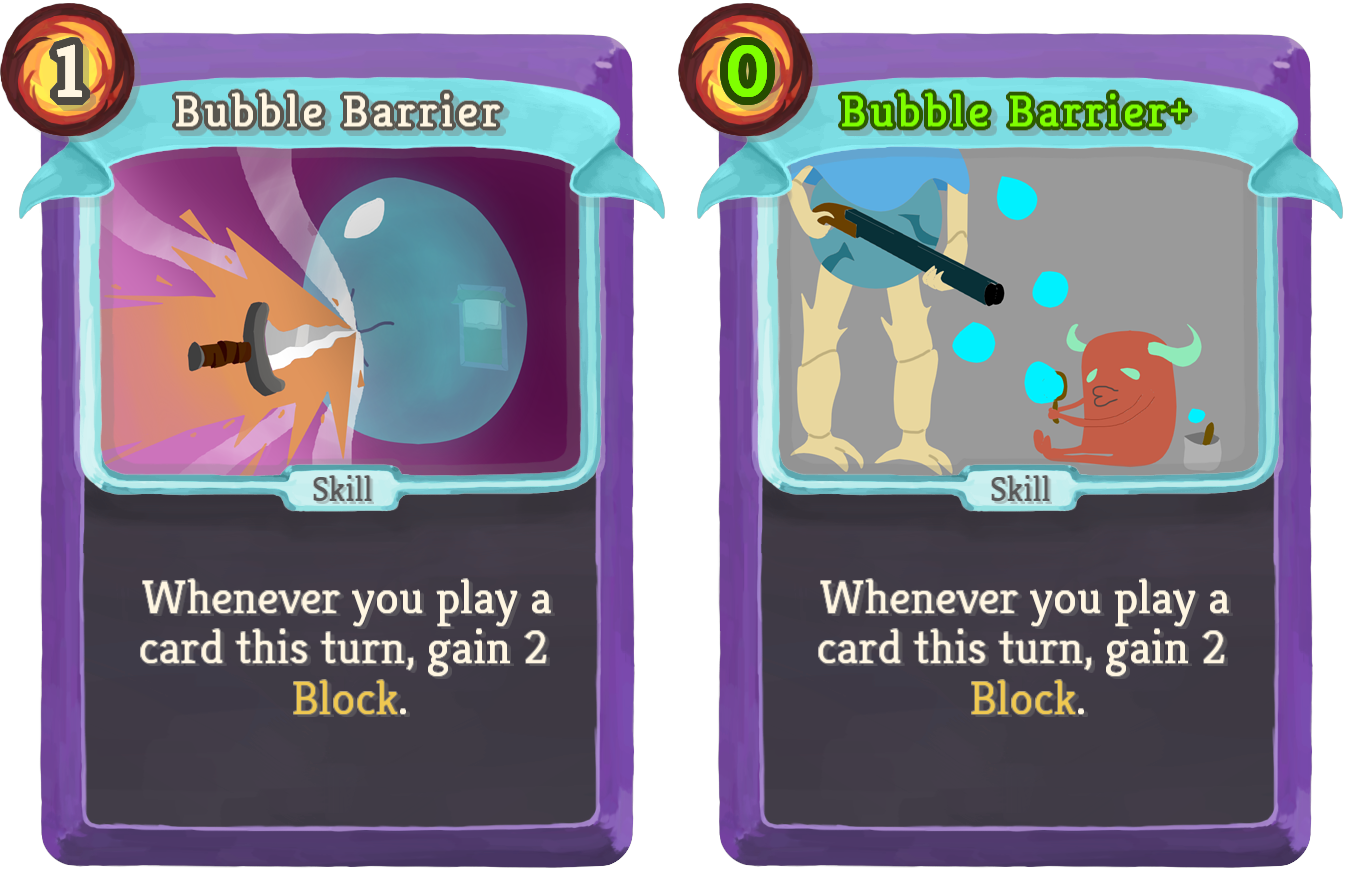 1
Bubble Barrier
Skill
Whenever you play a
card this turn, gain 2
Block.
0
Bubble Barrier+
Skill
Whenever you play a
card this turn, gain 2
Block.